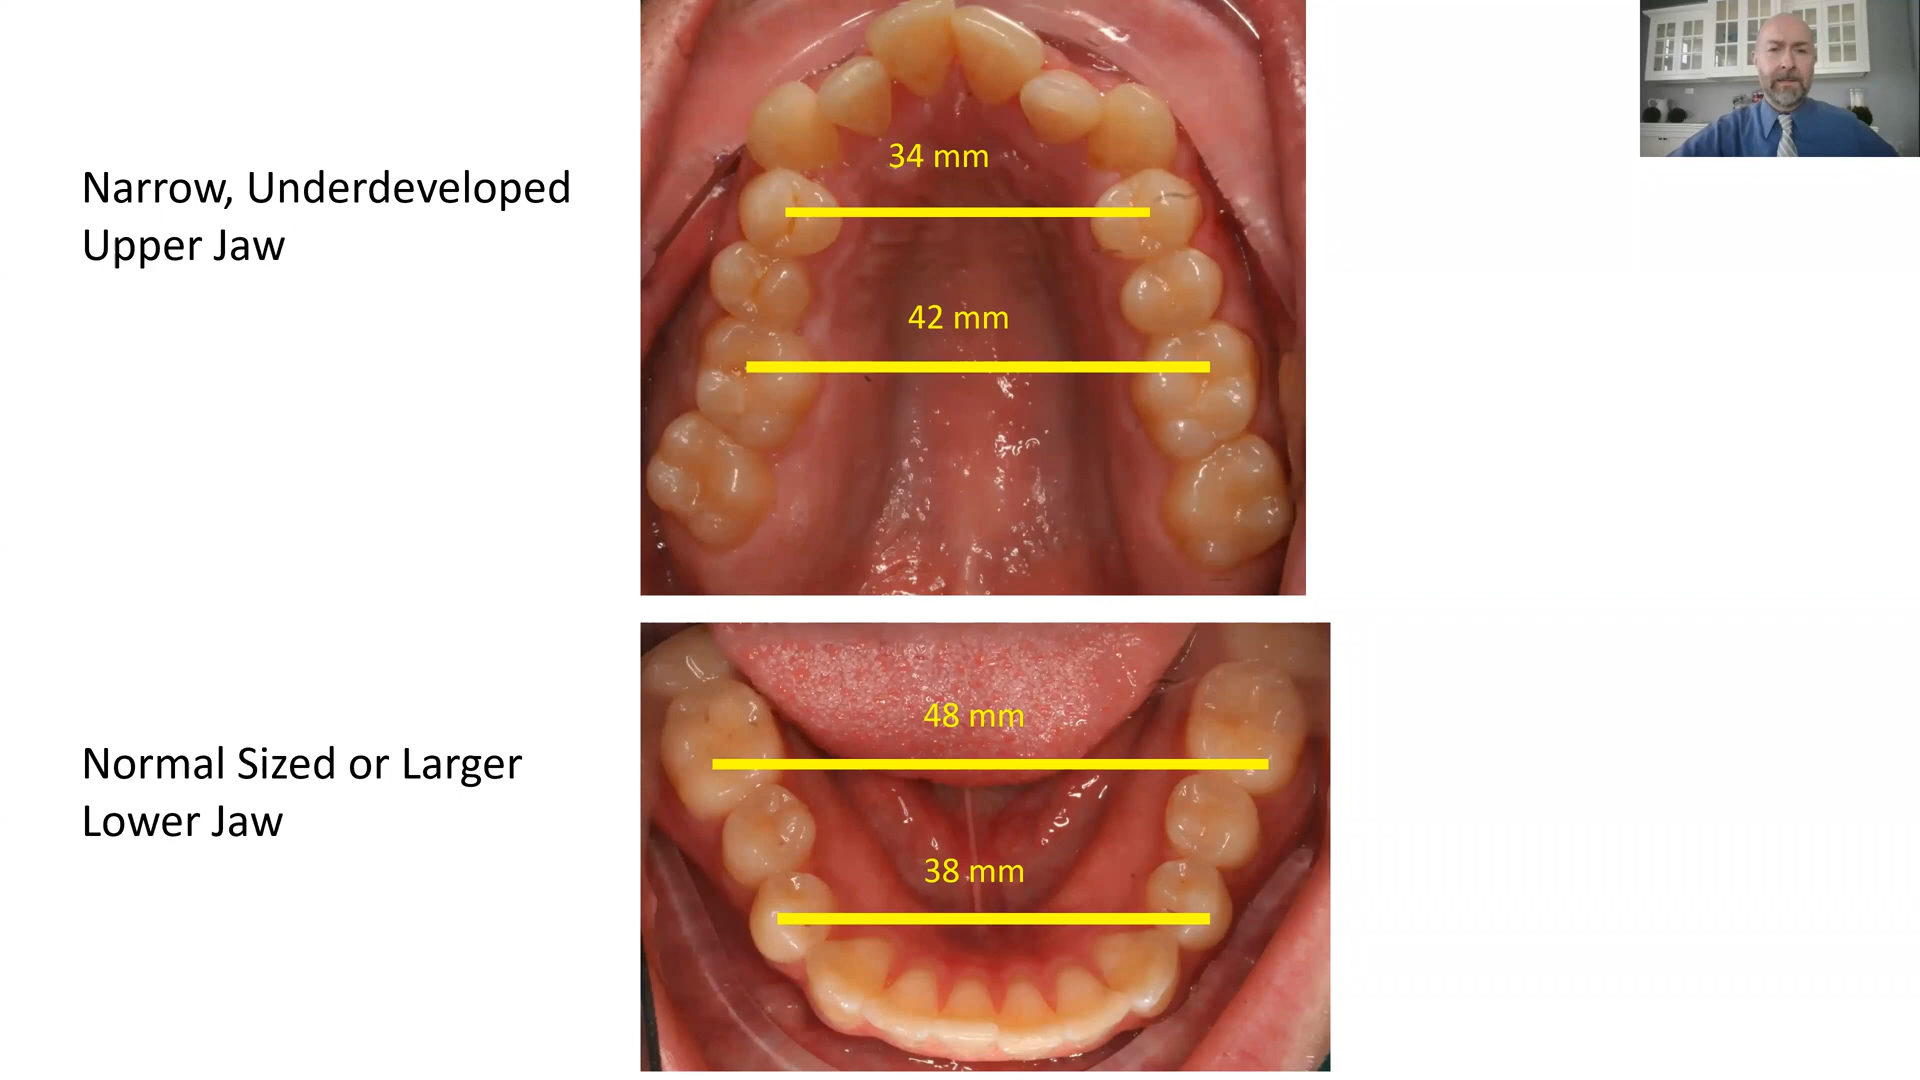 Narrow, Underdeveloped
Upper Jaw
34 mm
42 mm
48 mm
Normal Sized or Larger
Lower Jaw
38 mm